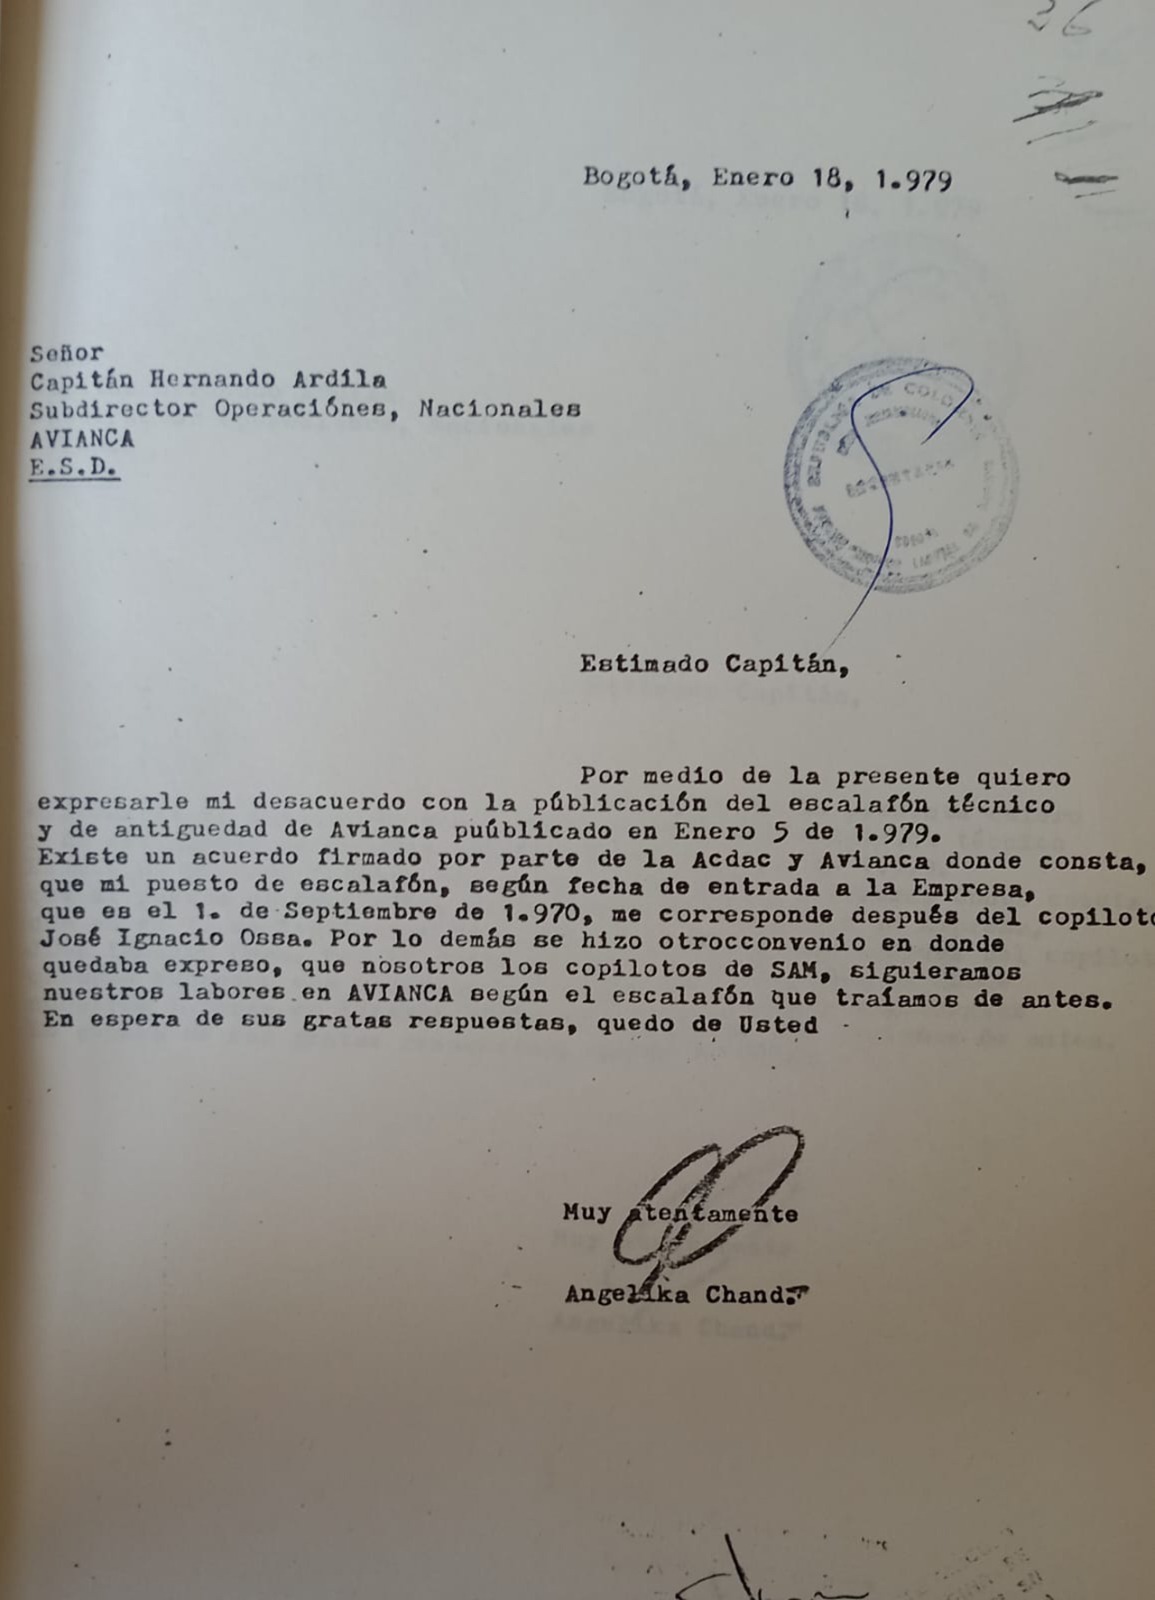 26
Bogotá, Enero 18, 1.979
Señor
Capitán Hernando Ardila
Subdirector Operaciónes, Nacionales
AVIANCA
E.S.D.
REPUBLICA DE COLOMBIA
SECRETARIA
BOGOTA
Estimado Capitán,
Por medio de la presente quiero
expresarle mi desacuerdo con la públicación del escalafón técnico
y de antiguedad de Avianca puúblicado en Enero 5 de 1.979.
Existe un acuerdo firmado por parte de la Acdac y Avianca donde consta,
que mi puesto de escalafón, según fecha de entrada a la Empresa,
que es el 1. de Septiembre de 1.970, me corresponde después del copiloto
José Ignacio Ossa. Por lo demás se hizo otrocconvenio en donde
quedaba expreso, que nosotros los copilotos de SAM, siguieramos
nuestros labores en AVIANCA según el escalafón que traíamos de antes.
En espera de sus gratas respuestas, quedo de Usted
Muy atentamente
Angelika Chand.